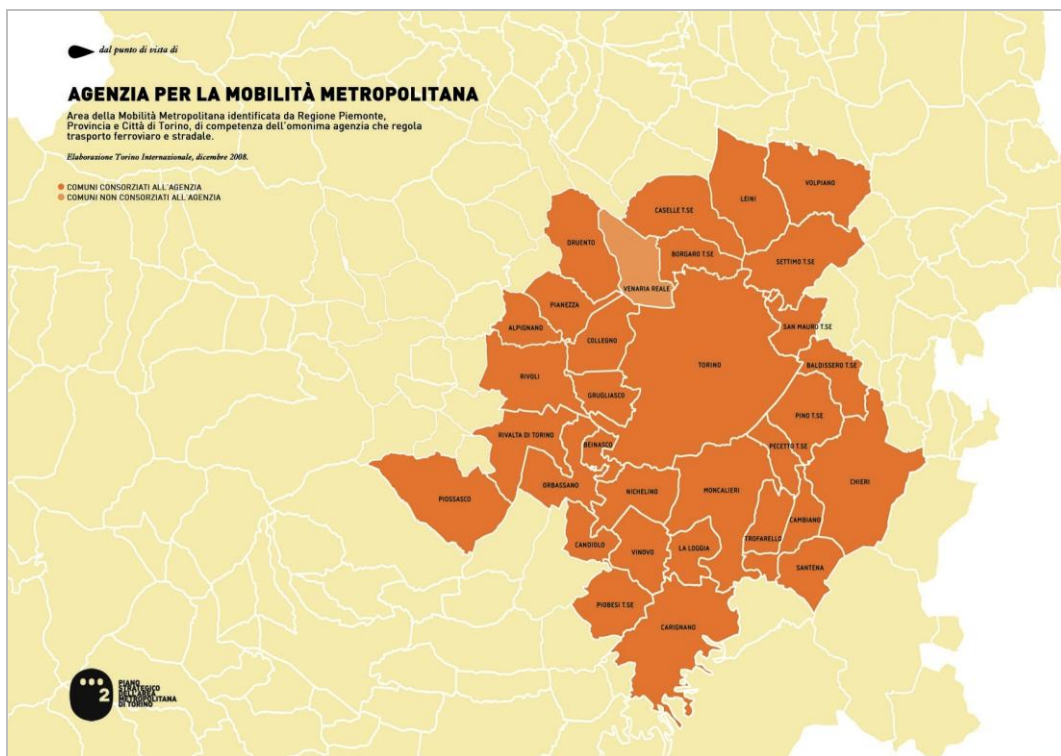 dal punto di vista di
AGENZIA PER LA MOBILITÀ METROPOLITANA
Area della Mobilità Metropolitana identificata da Regione Piemonte,
Provincia e Città di Torino, di competenza dell'omonima agenzia che regola
trasporto ferroviaro e stradale.
Elaborazione Torino Internazionale, dicembre 2008.
COMUNI CONSORZIATI ALL'AGENZIA
COMUNI NON CONSORZIATI ALL'AGENZIA
VOLPIANO
LEINI
CASELLE T.SE
DRUENTO
BORGARO T.SE
SETTIMO T.SE
VENARIA REALE
PIANEZZA
ALPIGNANO
SAN MAURO T.SE
COLLEGNO
TORINO
BALDISSERO T.SE
RIVOLI
GRUGLIASCO
PINO T.SE
RIVALTA DI TORINO
BEINASCO
PECETTO T.SE
CHIERI
PIOSSASCO
ORBASSANO
NICHELINO
MONCALIERI
CAMBIANO
TROFARELLO
CANDIOLO
VINOVO
LA LOGGIA
SANTENA
PIOBESI T.SE
CARIGNANO
2
PIANO
STRATEGICO
DELL'AREA
METROPOLITANA
DI TORINO